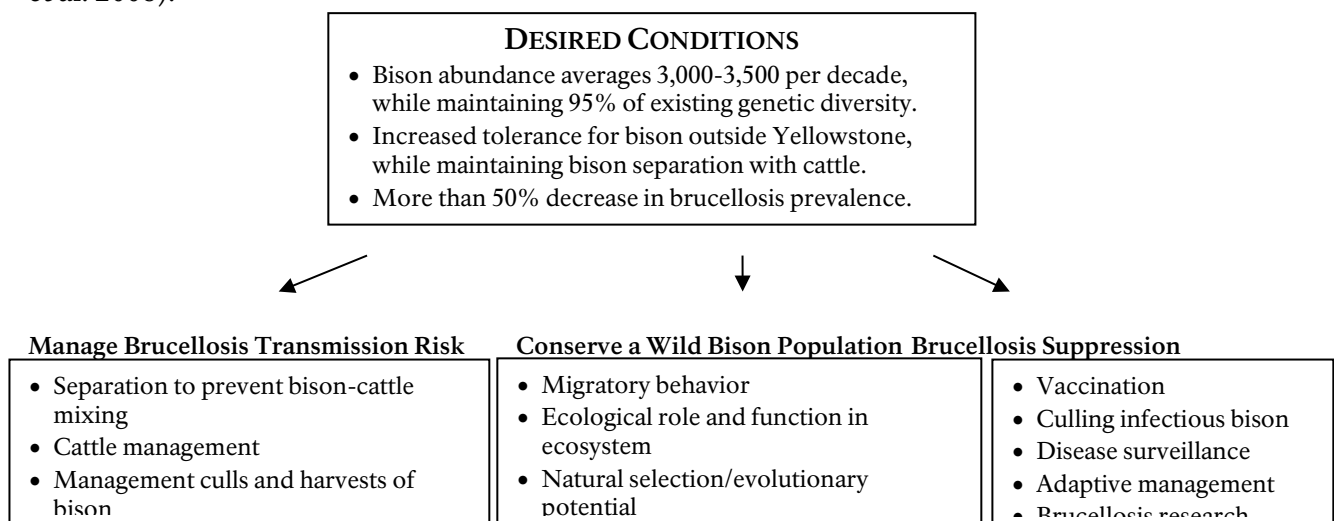 et al. 2008).
DESIRED CONDITIONS
• Bison abundance averages 3,000-3,500 per decade,
while maintaining 95% of existing genetic diversity.
• Increased tolerance for bison outside Yellowstone,
while maintaining bison separation with cattle.
• More than 50% decrease in brucellosis prevalence.
Manage Brucellosis Transmission Risk
• Separation to prevent bison-cattle
mixing
• Cattle management
• Management culls and harvests of
bison
Conserve a Wild Bison Population
• Migratory behavior
• Ecological role and function in
ecosystem
• Natural selection/evolutionary
potential
Brucellosis Suppression
• Vaccination
• Culling infectious bison
• Disease surveillance
• Adaptive management
• Brucellosis research